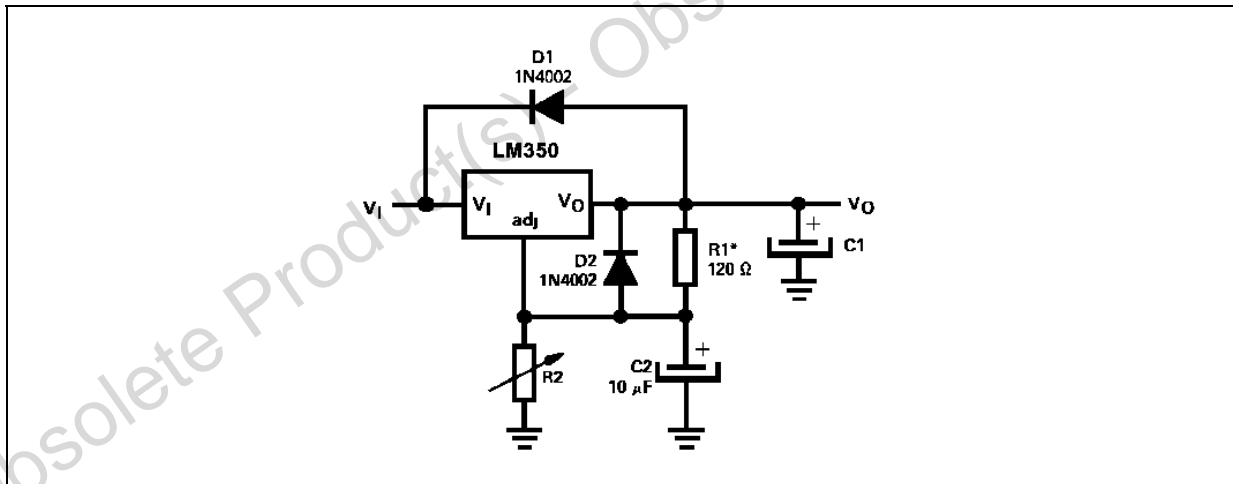 Obsolete Product(s) - Obs
D1
1N4002
LM350
VI
VI
VO
adj
VO
D2
1N4002
R1*
120 Ω
+
C1
R2
C2
10 μF
+